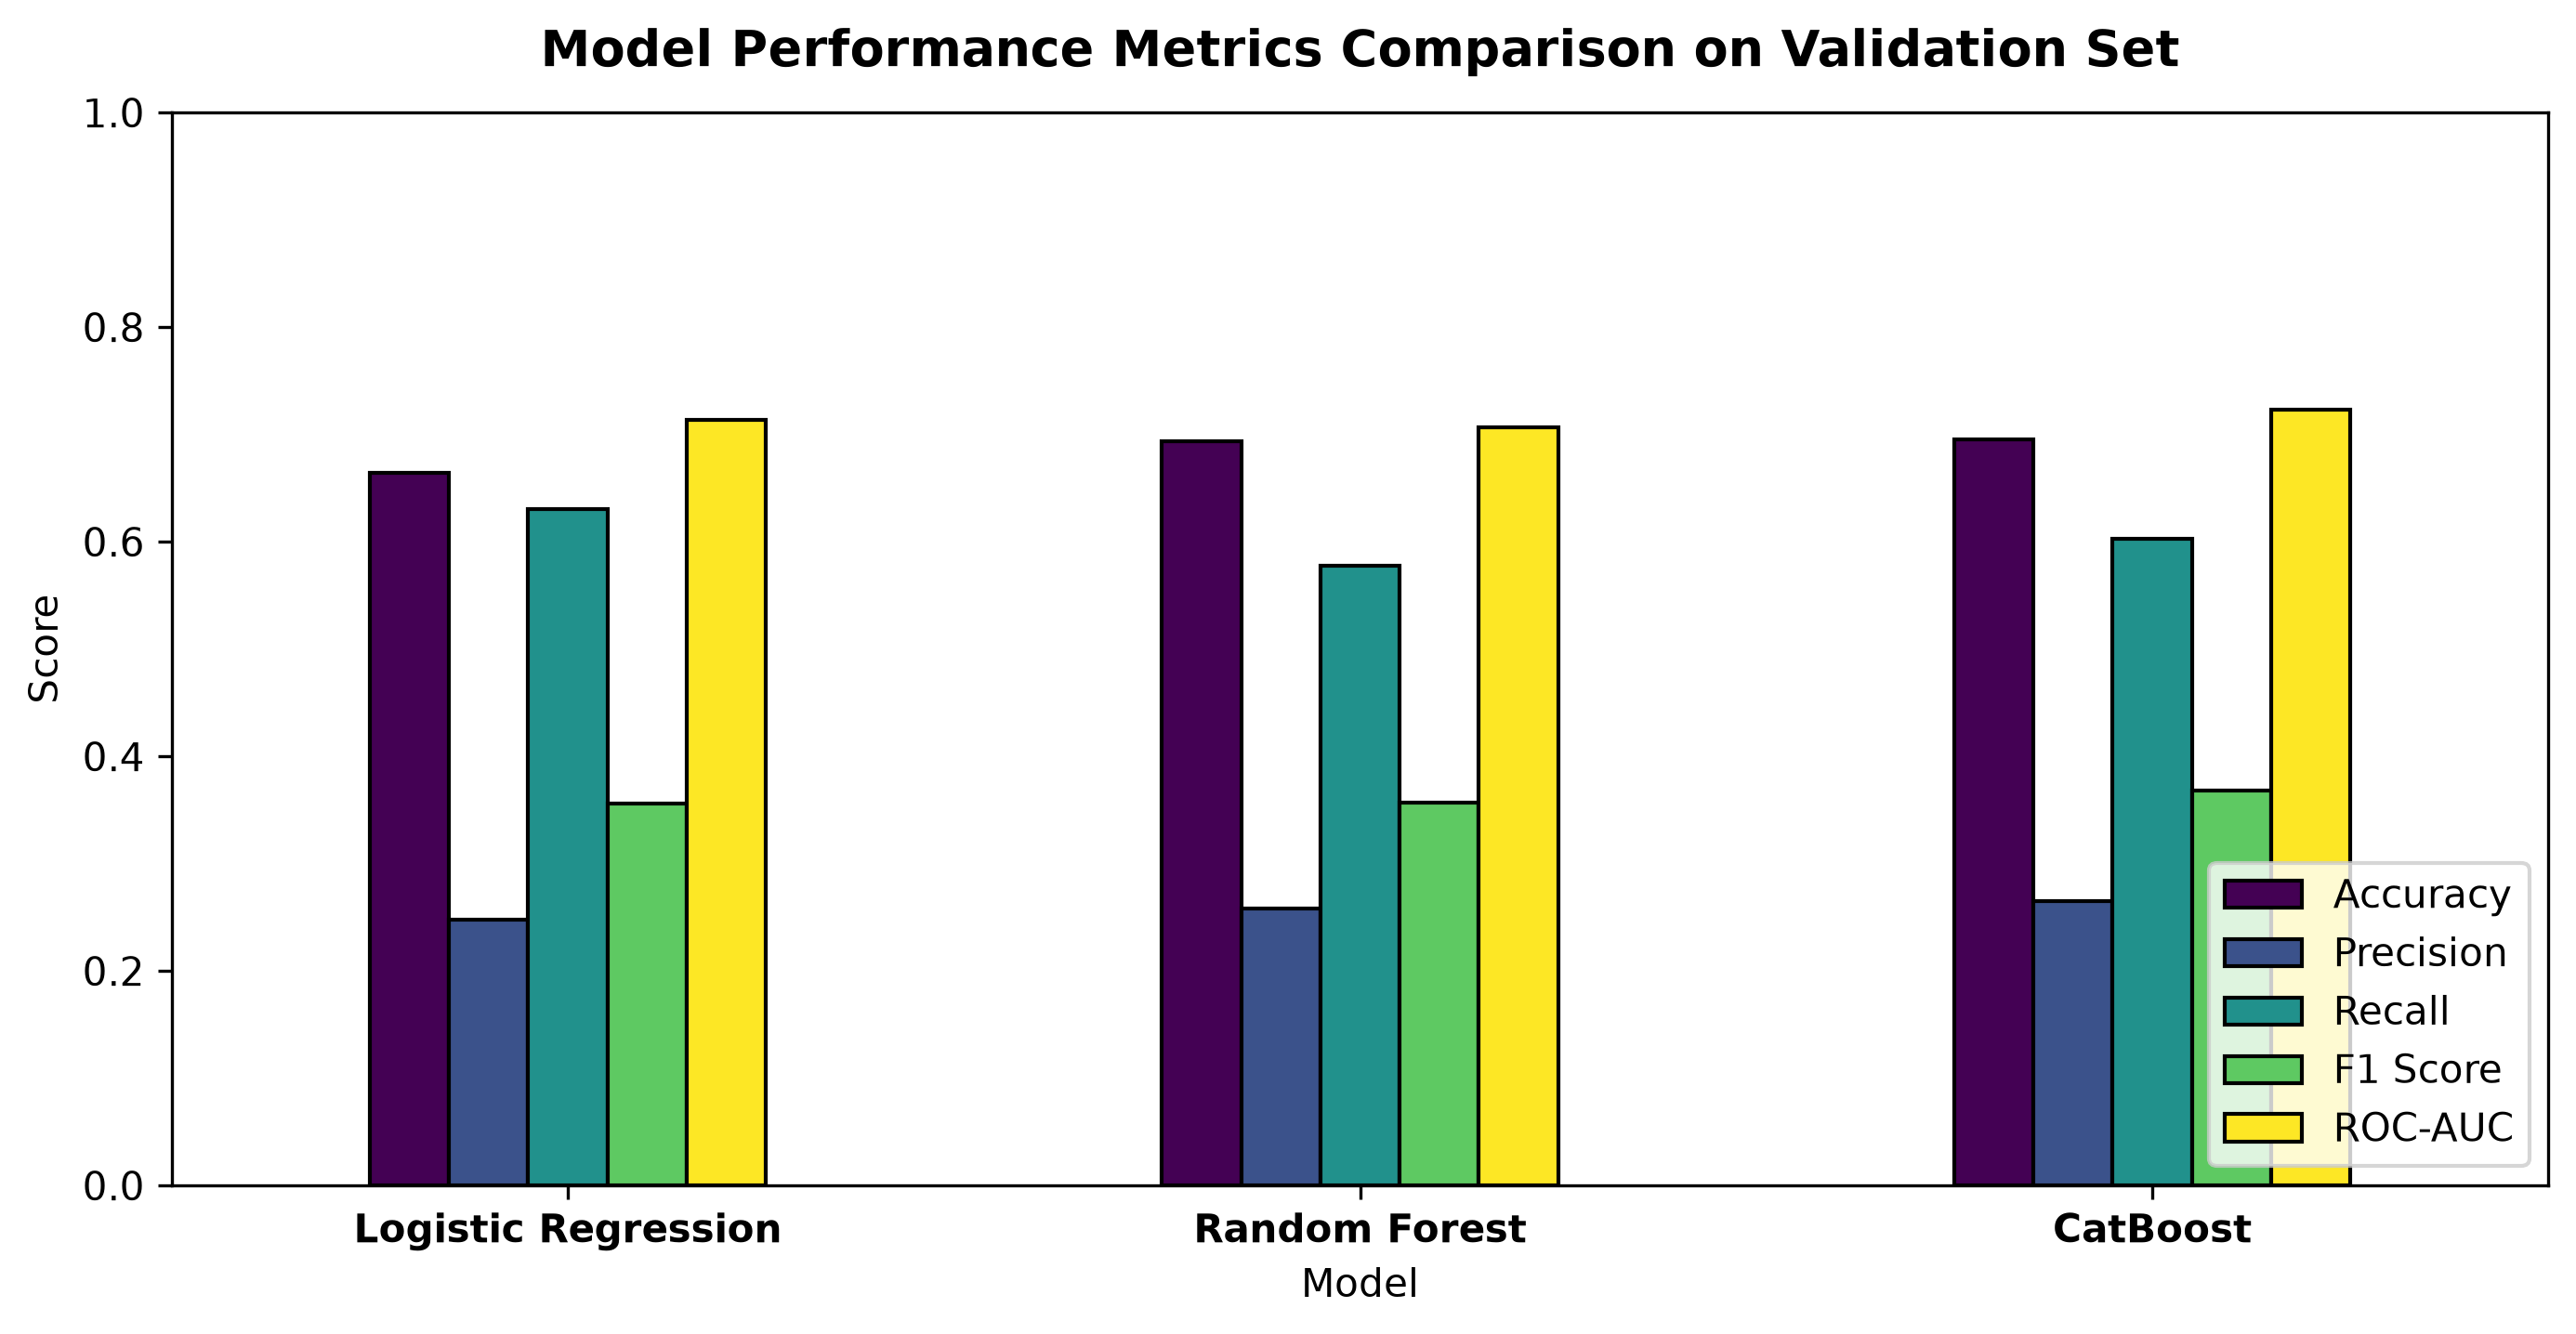 Model Performance Metrics Comparison on Validation Set
1.0
0.8
0.6
0.4
0.2
0.0
Score
Accuracy
Precision
Recall
F1 Score
ROC-AUC
Logistic Regression
Random Forest
CatBoost
Model